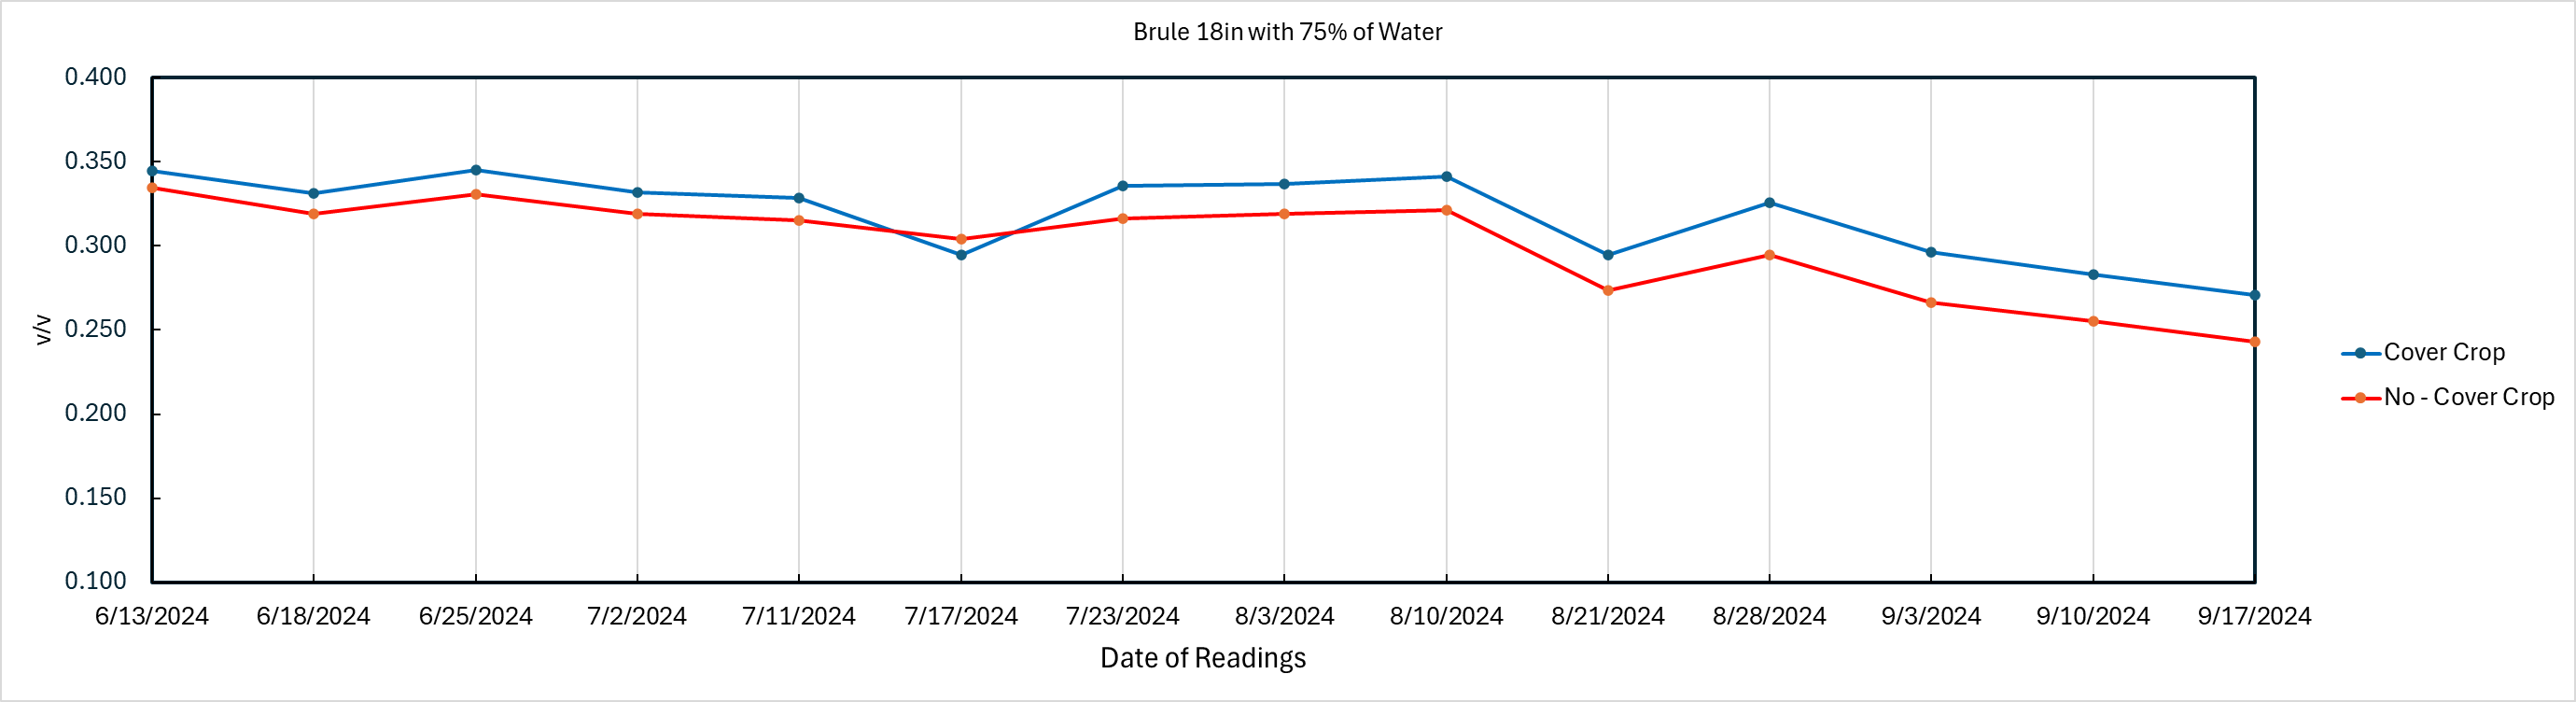 Brule 18in with 75% of Water
0.400
0.350
0.300
0.250
0.200
0.150
0.100
v/v
6/13/2024 6/18/2024 6/25/2024 7/2/2024 7/11/2024 7/17/2024 7/23/2024 8/3/2024 8/10/2024 8/21/2024 8/28/2024 9/3/2024 9/10/2024 9/17/2024
Date of Readings
Cover Crop
No - Cover Crop